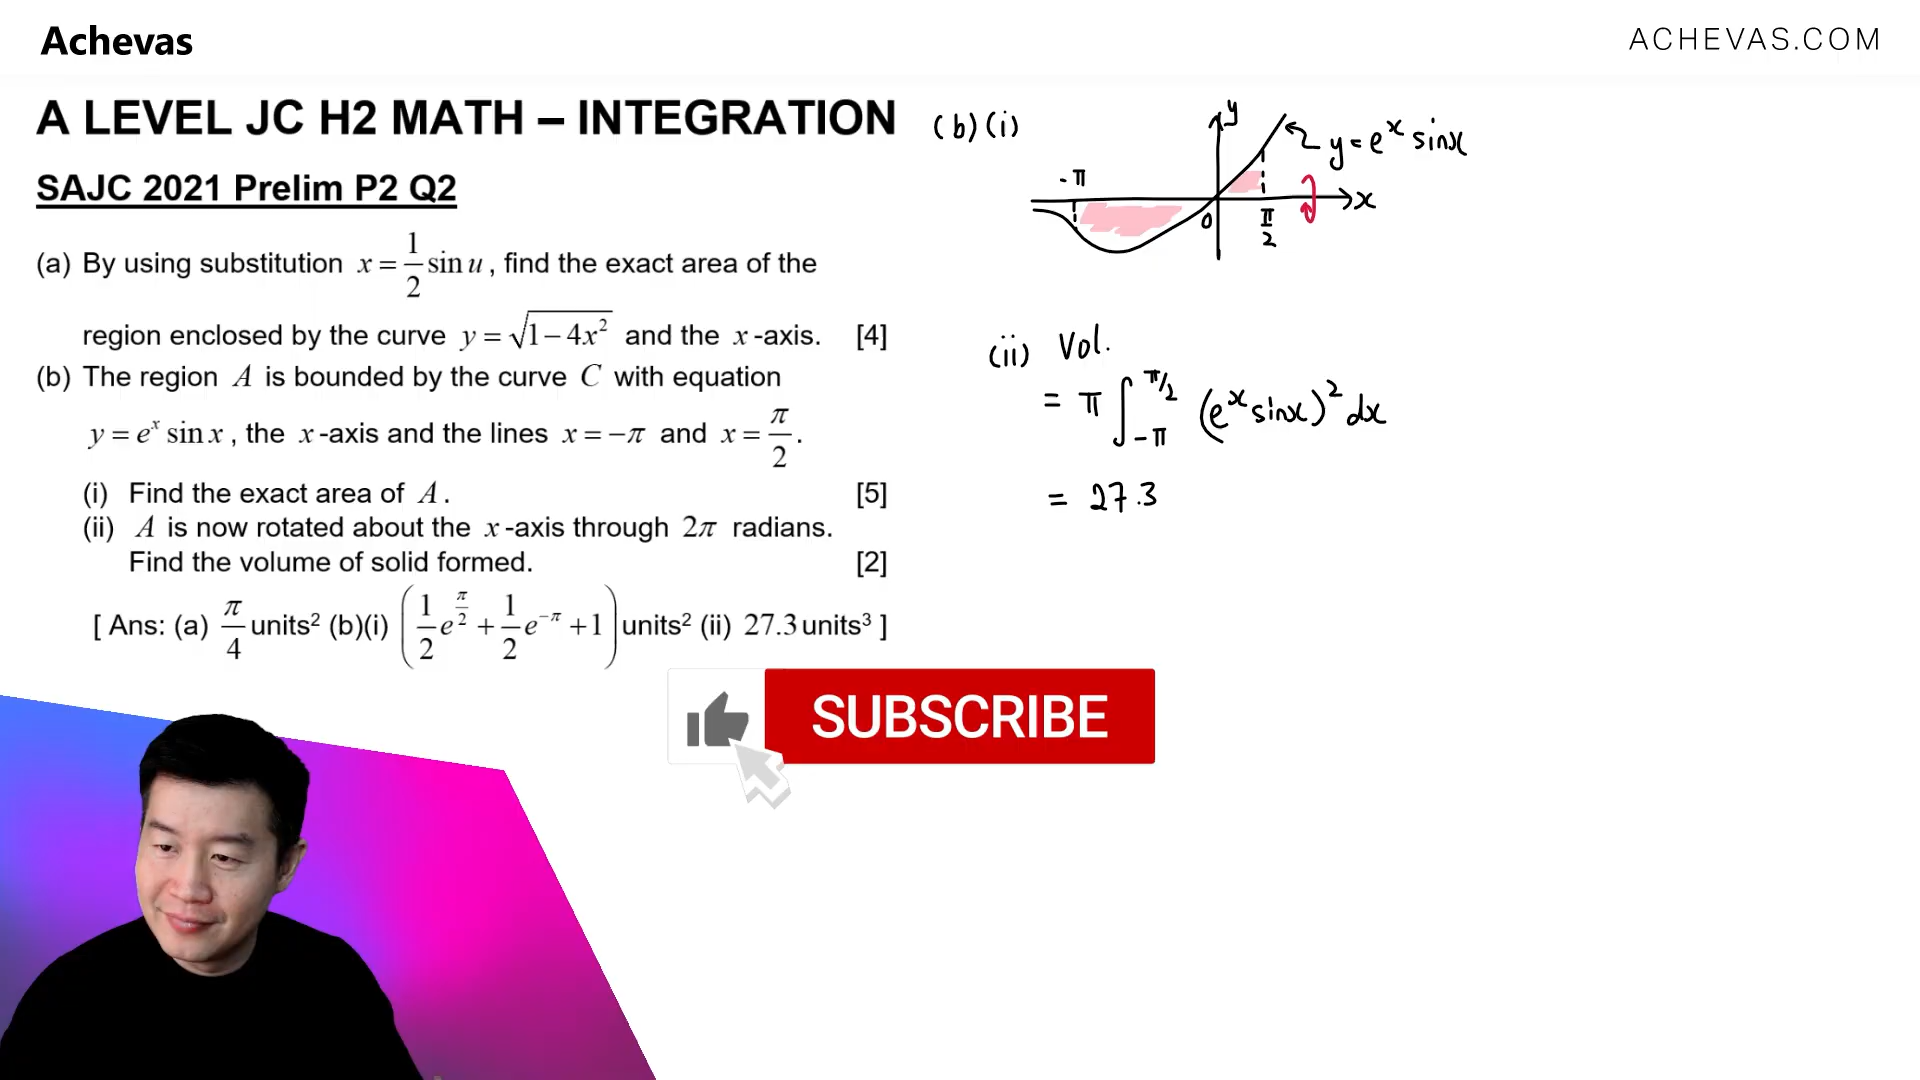 Achevas
ACHEVAS.COM
A LEVEL JC H2 MATH – INTEGRATION
SAJC 2021 Prelim P2 Q2
(a) By using substitution x = 1/2 sin u, find the exact area of the
region enclosed by the curve y = √(1 − 4x²) and the x-axis. [4]
(b) The region A is bounded by the curve C with equation
y = eˣ sin x, the x-axis and the lines x = −π and x = π/2.
(i) Find the exact area of A. [5]
(ii) A is now rotated about the x-axis through 2π radians.
Find the volume of solid formed. [2]
[ Ans: (a) π/4 units² (b)(i) (1/2 e^(π/2) + 1/2 e^(−π) + 1) units² (ii) 27.3 units³ ]
(b)(i)
y
y = eˣ sinx
-π
0
π/2
x
(ii) Vol.
= π ∫_{-π}^{π/2} (eˣ sinx)² dx
= 27.3
SUBSCRIBE